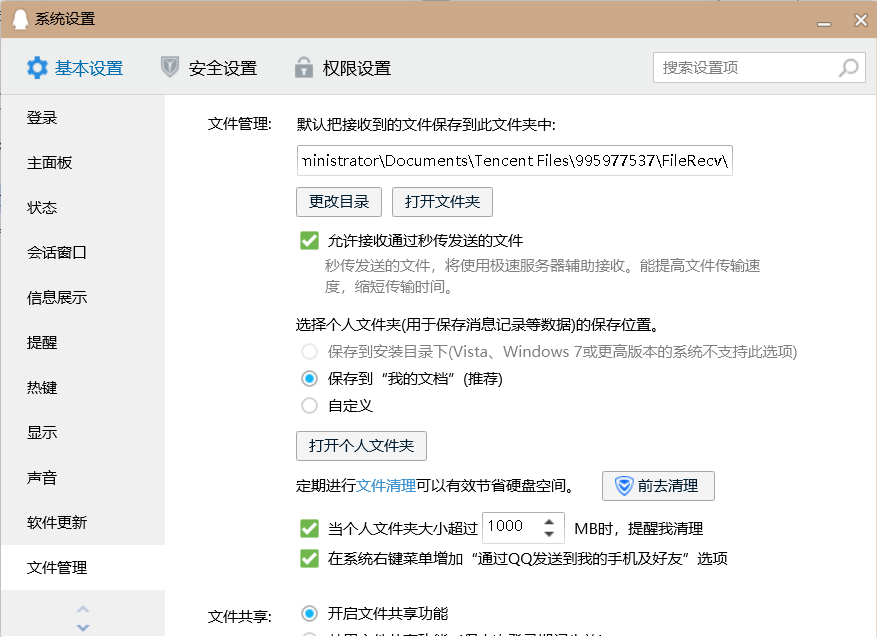 系统设置
基本设置
安全设置
权限设置
搜索设置项
登录
主面板
状态
会话窗口
信息展示
提醒
热键
显示
声音
软件更新
文件管理
文件管理:
默认把接收到的文件保存到此文件夹中:
ministrator\Documents\Tencent Files\995977537\FileRecv\
更改目录
打开文件夹
允许接收通过秒传发送的文件
秒传发送的文件，将使用极速服务器辅助接收。能提高文件传输速
度，缩短传输时间。
选择个人文件夹(用于保存消息记录等数据)的保存位置。
保存到安装目录下(Vista、Windows 7或更高版本的系统不支持此选项)
保存到“我的文档”(推荐)
自定义
打开个人文件夹
定期进行文件清理可以有效节省硬盘空间。
前去清理
当个人文件夹大小超过 1000 MB时，提醒我清理
在系统右键菜单增加“通过QQ发送到我的手机及好友”选项
文件共享:
开启文件共享功能